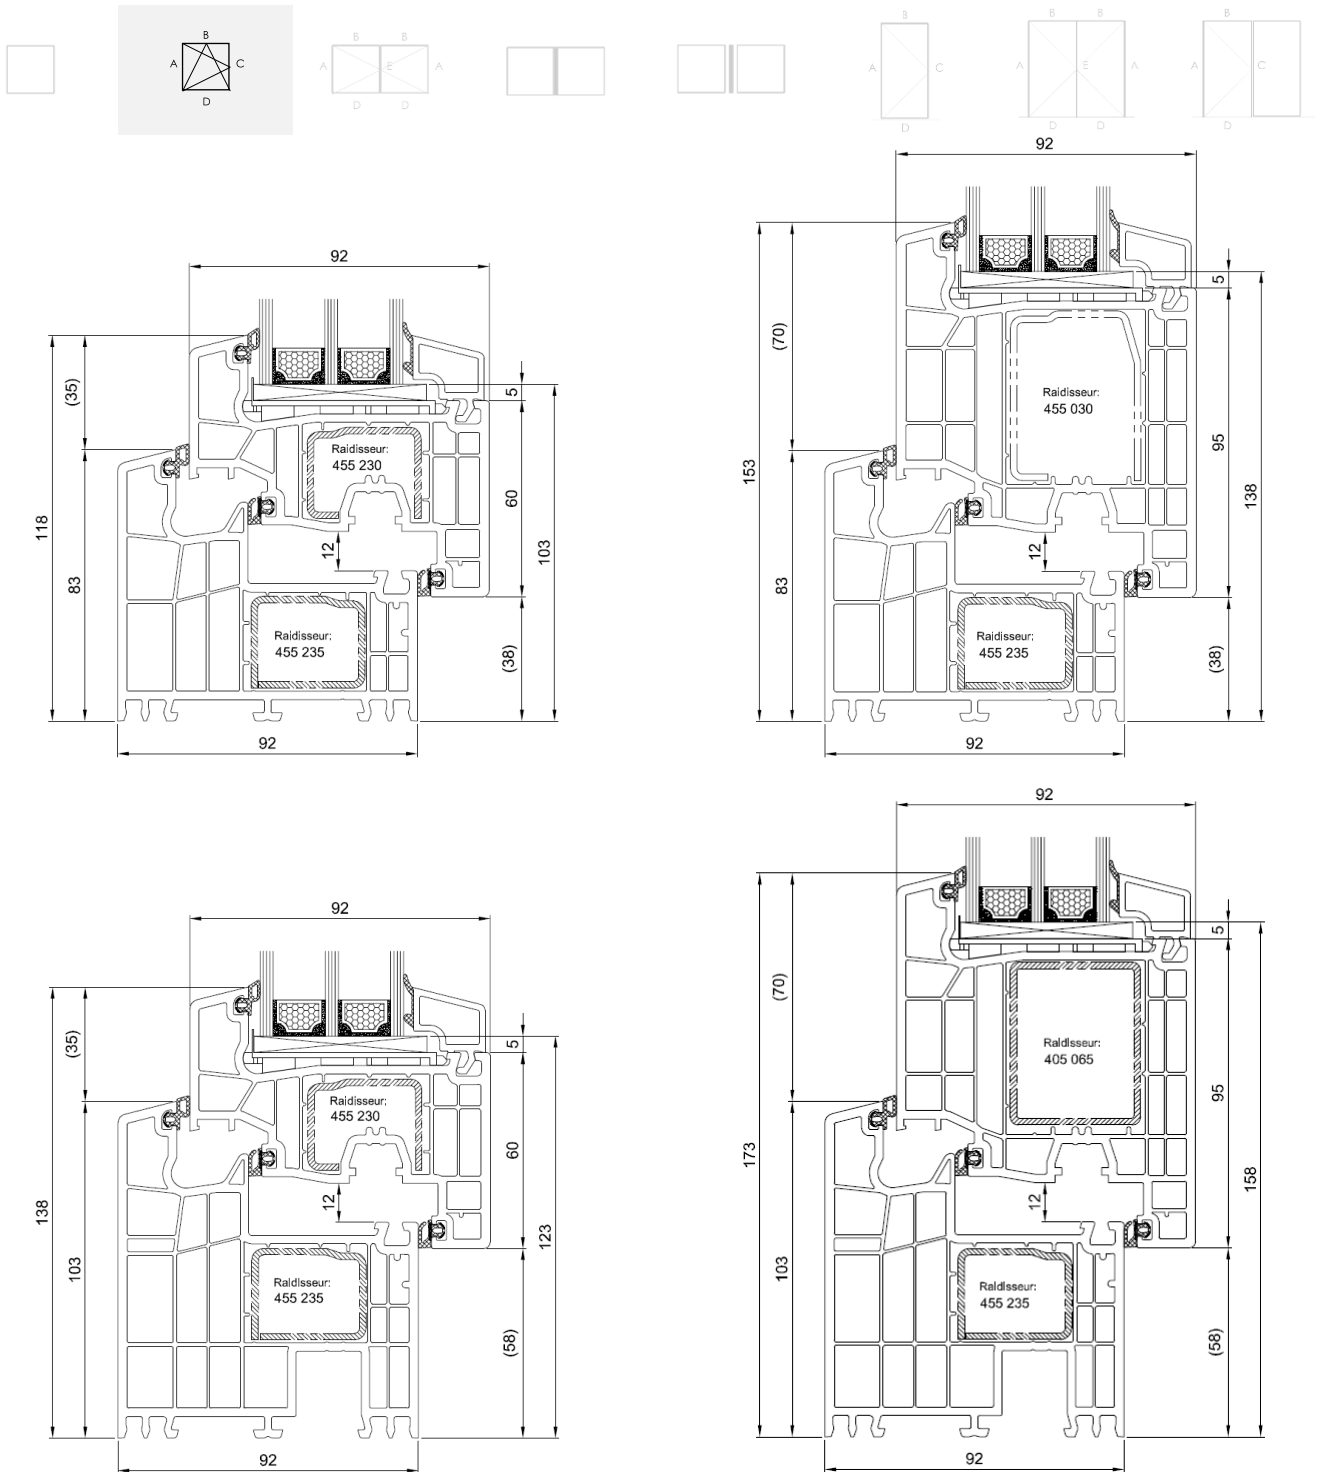 B
A
C
D
B
B
A
E
A
D
D
B
A
C
D
B
B
A
E
A
D
D
B
A
C
D
92
(35)
118
83
5
Raidisseur:
455 230
60
103
12
Raidisseur:
455 235
(38)
92
92
(70)
153
83
5
Raidisseur:
455 030
95
138
12
Raidisseur:
455 235
(38)
92
92
(35)
138
103
5
Raidisseur:
455 230
60
123
12
Raidisseur:
455 235
(58)
92
92
(70)
173
103
5
Raidisseur:
405 065
95
158
12
Raidisseur:
455 235
(58)
92